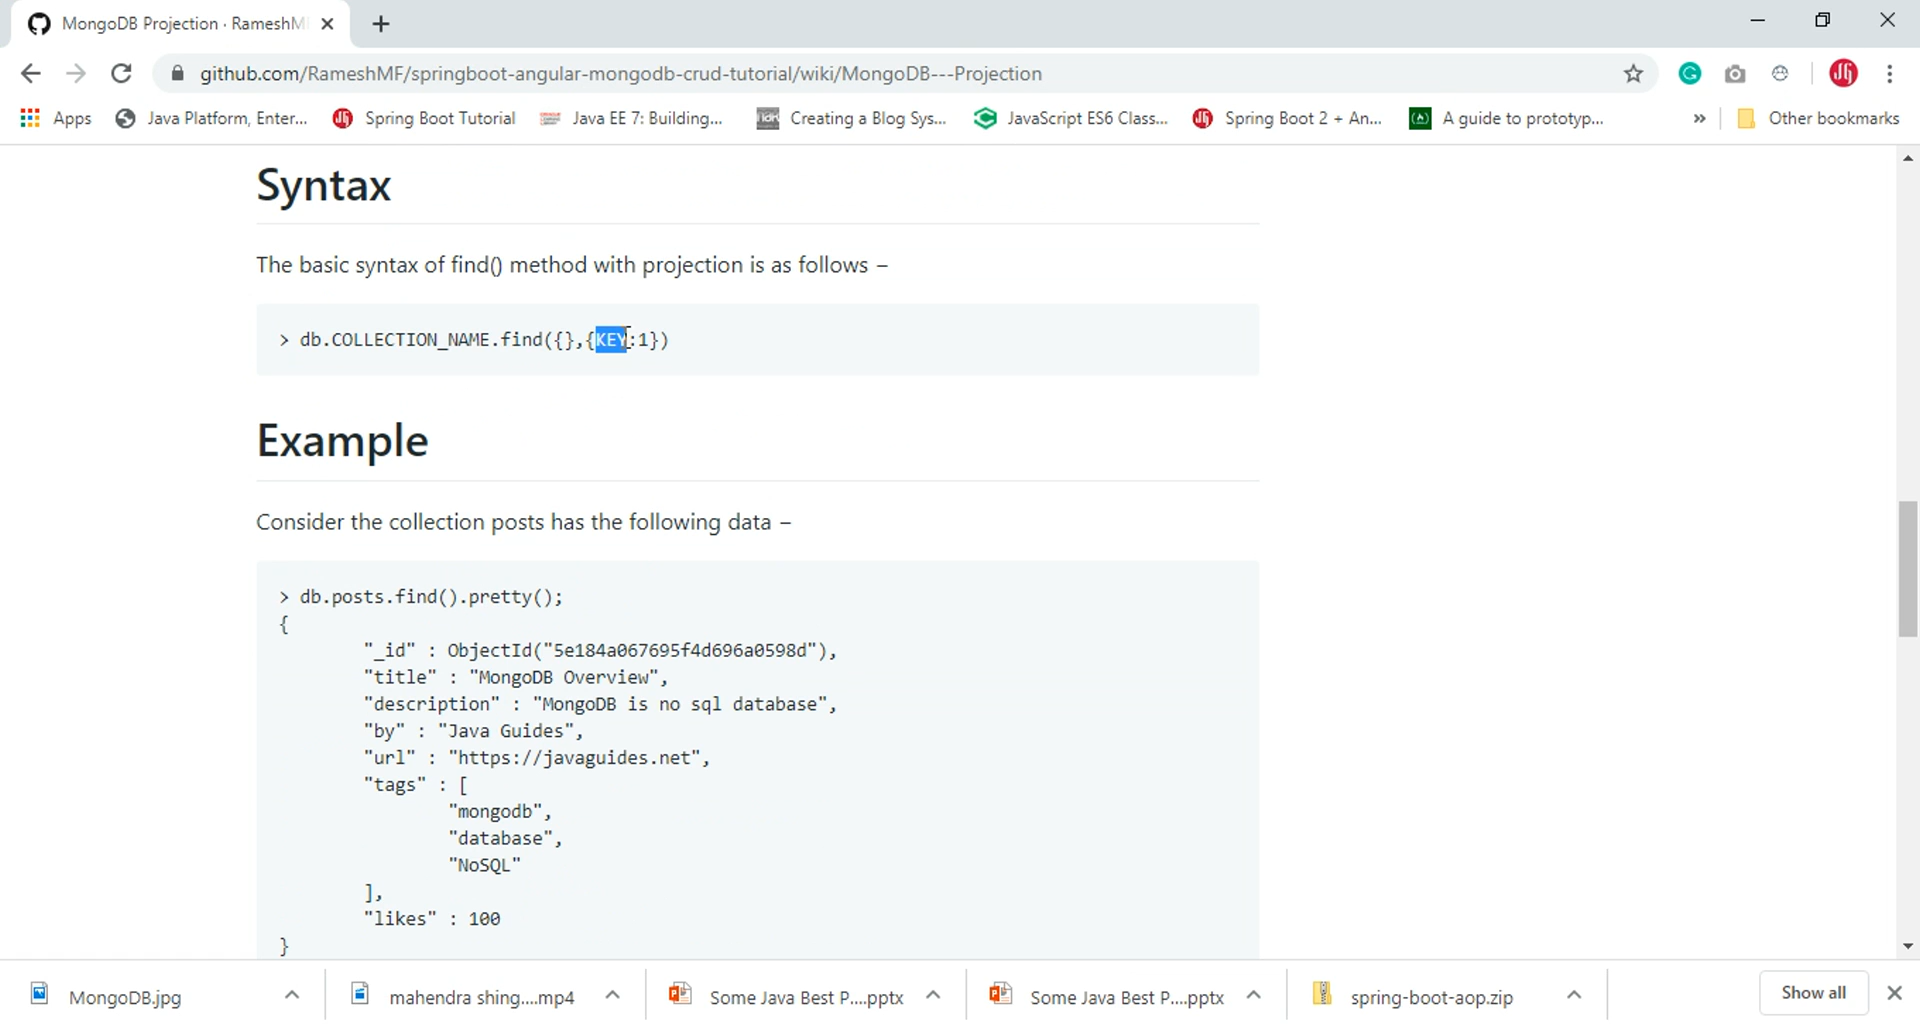 MongoDB Projection · RameshM
github.com/RameshMF/springboot-angular-mongodb-crud-tutorial/wiki/MongoDB---Projection
Apps Java Platform, Enter... Spring Boot Tutorial Java EE 7: Building... Creating a Blog Sys... JavaScript ES6 Class... Spring Boot 2 + An... A guide to prototyp... » Other bookmarks
Syntax
The basic syntax of find() method with projection is as follows –
> db.COLLECTION_NAME.find({},{KEY:1})
Example
Consider the collection posts has the following data –
> db.posts.find().pretty();
{
"_id" : ObjectId("5e184a067695f4d696a0598d"),
"title" : "MongoDB Overview",
"description" : "MongoDB is no sql database",
"by" : "Java Guides",
"url" : "https://javaguides.net",
"tags" : [
"mongodb",
"database",
"NoSQL"
],
"likes" : 100
}
MongoDB.jpg mahendra shing....mp4 Some Java Best P....pptx Some Java Best P....pptx spring-boot-aop.zip Show all